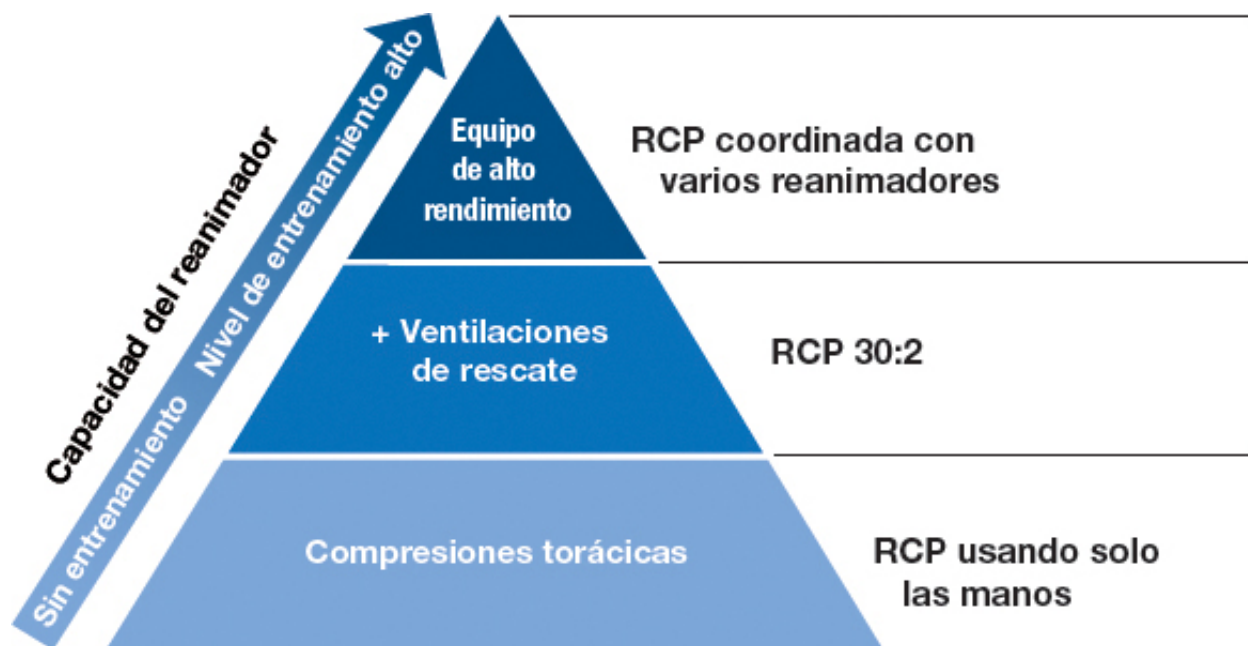 Capacidad del reanimador
Sin entrenamiento Nivel de entrenamiento alto
Equipo
de alto
rendimiento
RCP coordinada con
varios reanimadores
+ Ventilaciones
de rescate
RCP 30:2
Compresiones torácicas
RCP usando solo
las manos